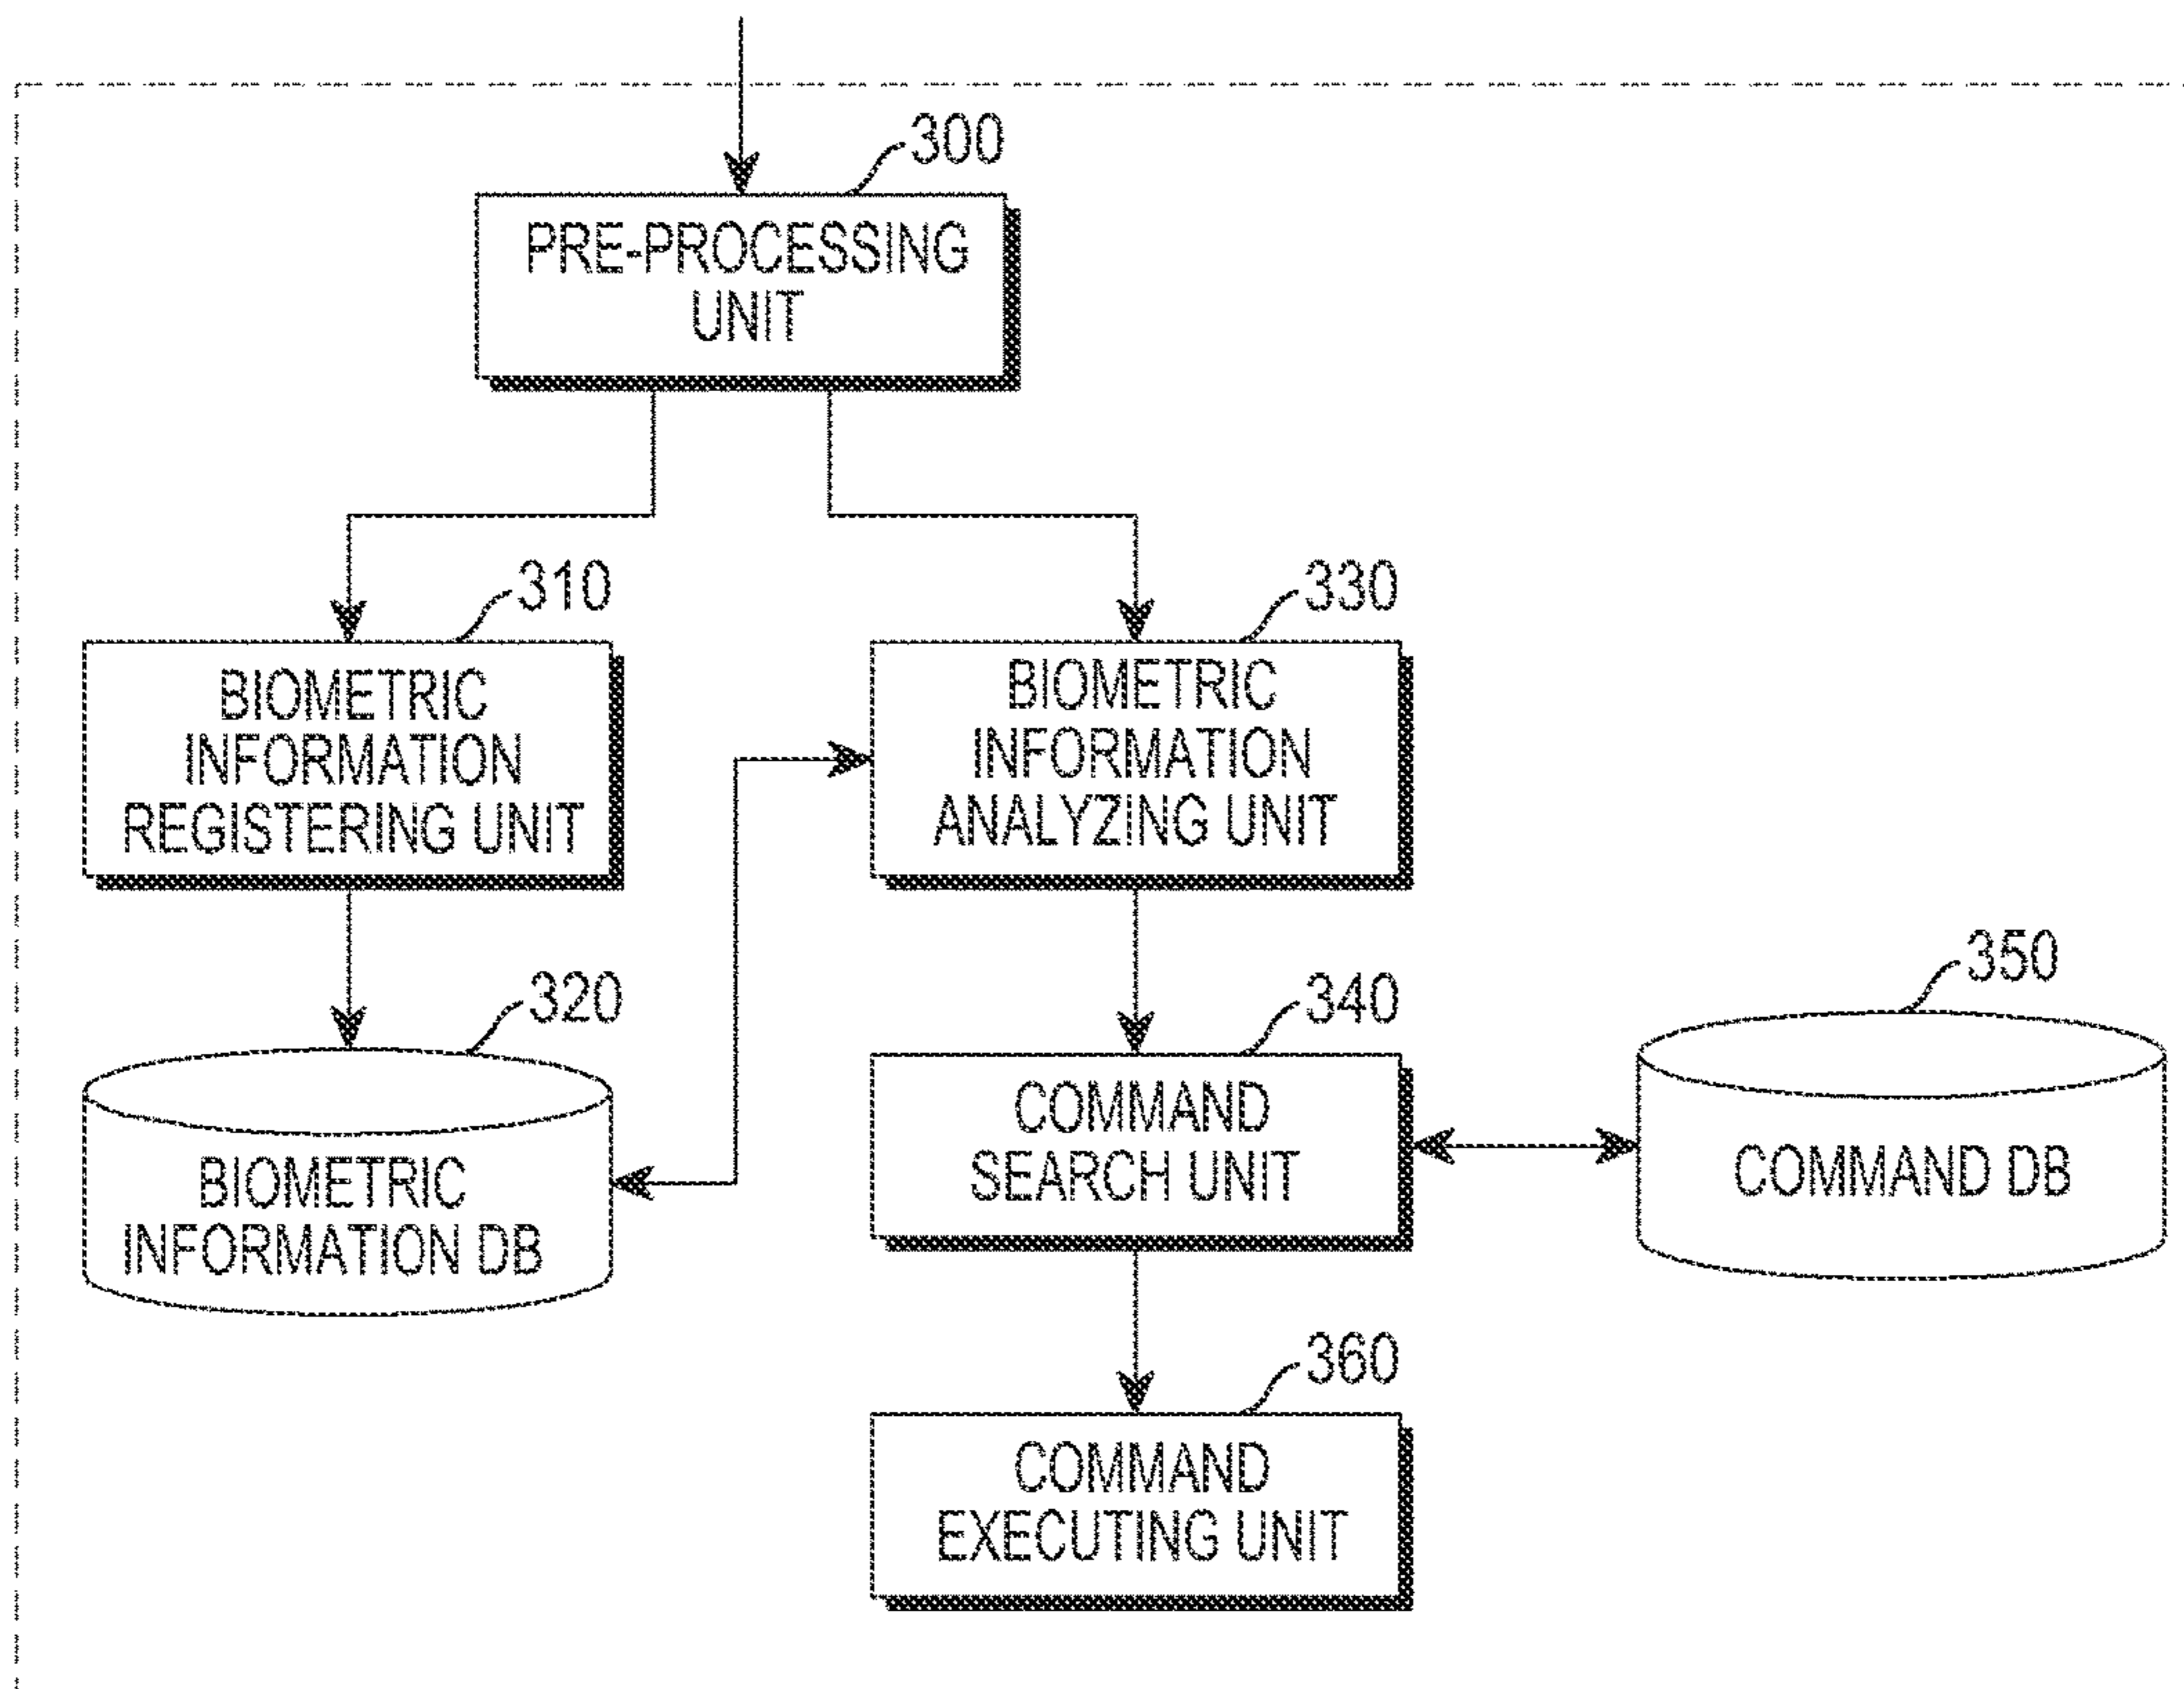 300
PRE-PROCESSING
UNIT
310
BIOMETRIC
INFORMATION
REGISTERING UNIT
330
BIOMETRIC
INFORMATION
ANALYZING UNIT
320
BIOMETRIC
INFORMATION DB
340
COMMAND
SEARCH UNIT
350
COMMAND DB
360
COMMAND
EXECUTING UNIT